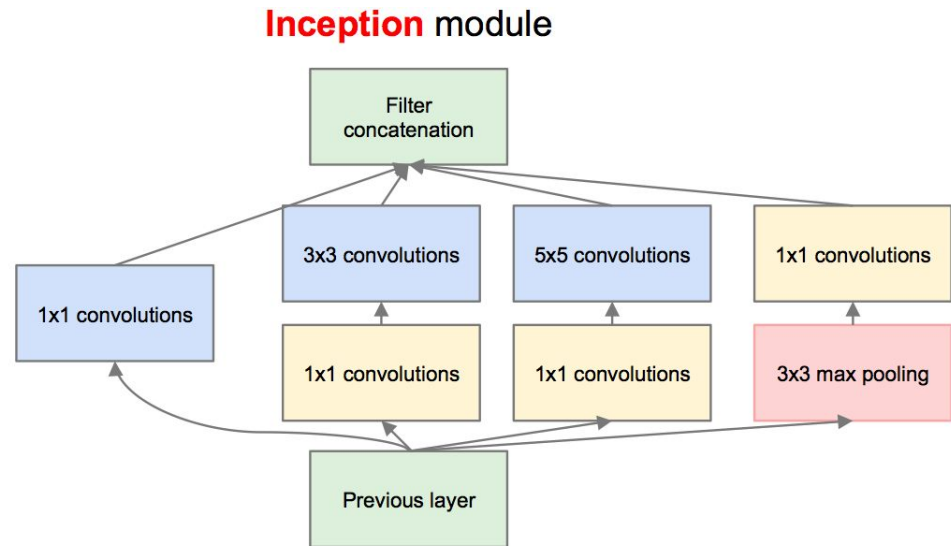 Inception module
Filter
concatenation
3x3 convolutions
5x5 convolutions
1x1 convolutions
1x1 convolutions
1x1 convolutions
1x1 convolutions
3x3 max pooling
Previous layer